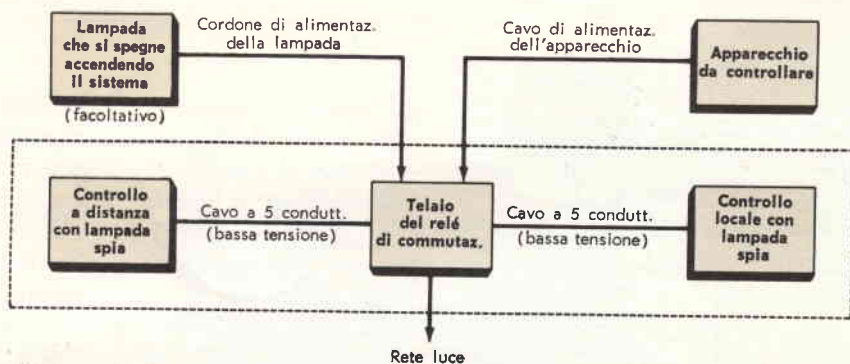 Lampada
che si spegne
accendendo
il sistema
(facoltativo)
Cordone di alimentaz.
della lampada
Cavo di alimentaz.
dell'apparecchio
Apparecchio
da controllare
Controllo
a distanza
con lampada
spia
Cavo a 5 condutt.
(bassa tensione)
Telaio
del relé
di commutaz.
Cavo a 5 condutt.
(bassa tensione)
Controllo
locale con
lampada
spia
Rete luce